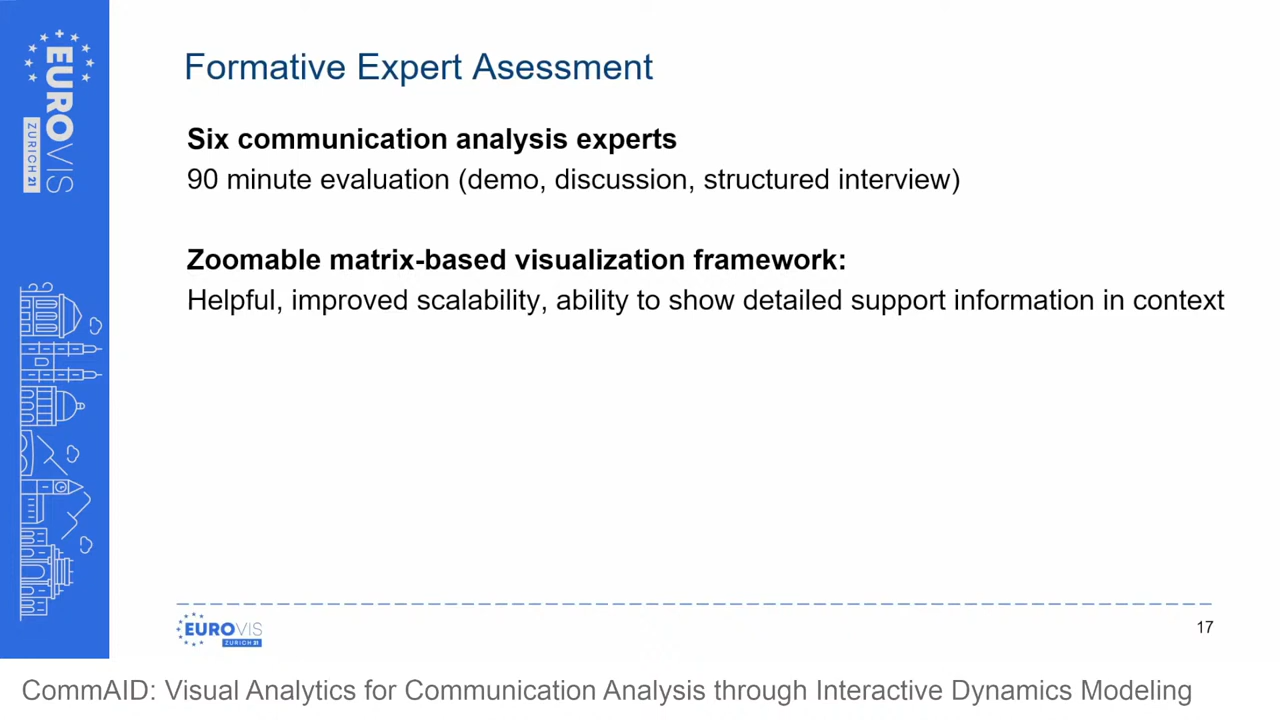 EUROVIS
ZURICH 21
Formative Expert Asessment
Six communication analysis experts
90 minute evaluation (demo, discussion, structured interview)
Zoomable matrix-based visualization framework:
Helpful, improved scalability, ability to show detailed support information in context
EUROVIS
ZURICH 21
17
CommAID: Visual Analytics for Communication Analysis through Interactive Dynamics Modeling